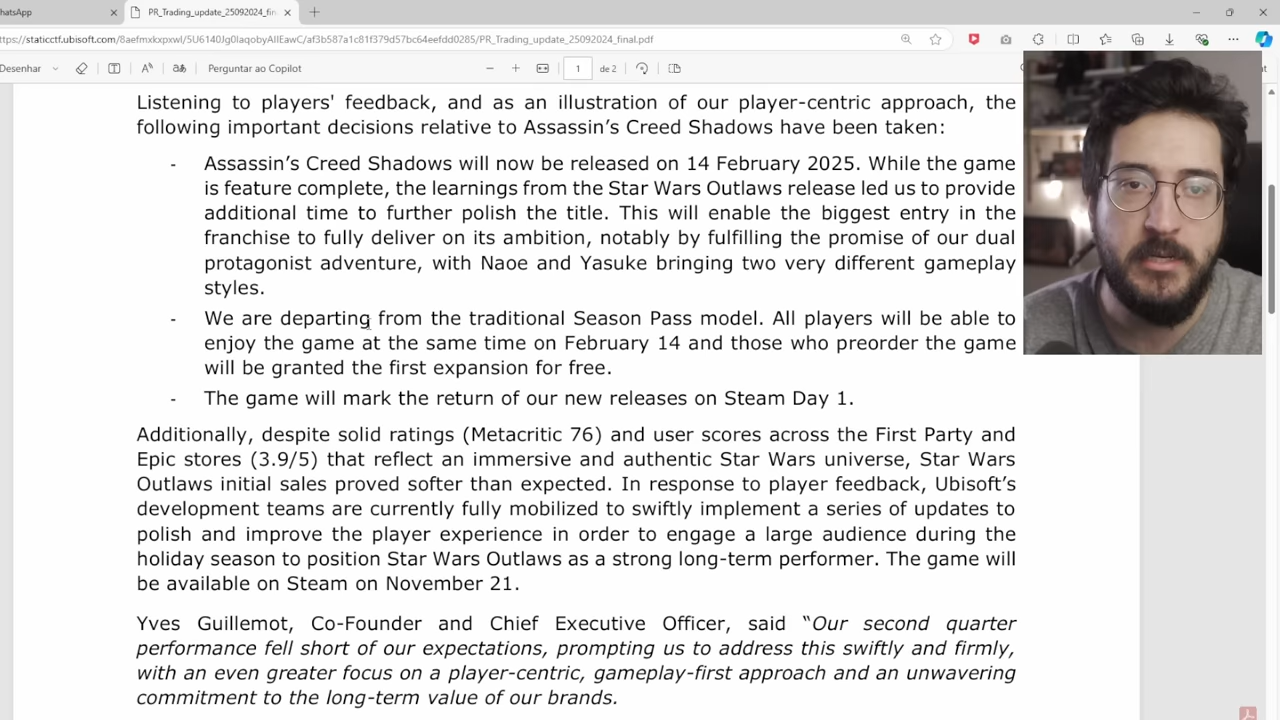 hatsApp
PR_Trading_update_25092024_fin
https://staticctf.ubisoft.com/8aefmxkxpxwl/5U6140Jg0laqobyAllEawC/af3b587a1c81f379d57bc64eefdd0285/PR_Trading_update_25092024_final.pdf
Desenhar
Perguntar ao Copilot
1 de 2
Listening to players' feedback, and as an illustration of our player-centric approach, the
following important decisions relative to Assassin's Creed Shadows have been taken:
- Assassin's Creed Shadows will now be released on 14 February 2025. While the game
is feature complete, the learnings from the Star Wars Outlaws release led us to provide
additional time to further polish the title. This will enable the biggest entry in the
franchise to fully deliver on its ambition, notably by fulfilling the promise of our dual
protagonist adventure, with Naoe and Yasuke bringing two very different gameplay
styles.
- We are departing from the traditional Season Pass model. All players will be able to
enjoy the game at the same time on February 14 and those who preorder the game
will be granted the first expansion for free.
- The game will mark the return of our new releases on Steam Day 1.
Additionally, despite solid ratings (Metacritic 76) and user scores across the First Party and
Epic stores (3.9/5) that reflect an immersive and authentic Star Wars universe, Star Wars
Outlaws initial sales proved softer than expected. In response to player feedback, Ubisoft's
development teams are currently fully mobilized to swiftly implement a series of updates to
polish and improve the player experience in order to engage a large audience during the
holiday season to position Star Wars Outlaws as a strong long-term performer. The game will
be available on Steam on November 21.
Yves Guillemot, Co-Founder and Chief Executive Officer, said "Our second quarter
performance fell short of our expectations, prompting us to address this swiftly and firmly,
with an even greater focus on a player-centric, gameplay-first approach and an unwavering
commitment to the long-term value of our brands.